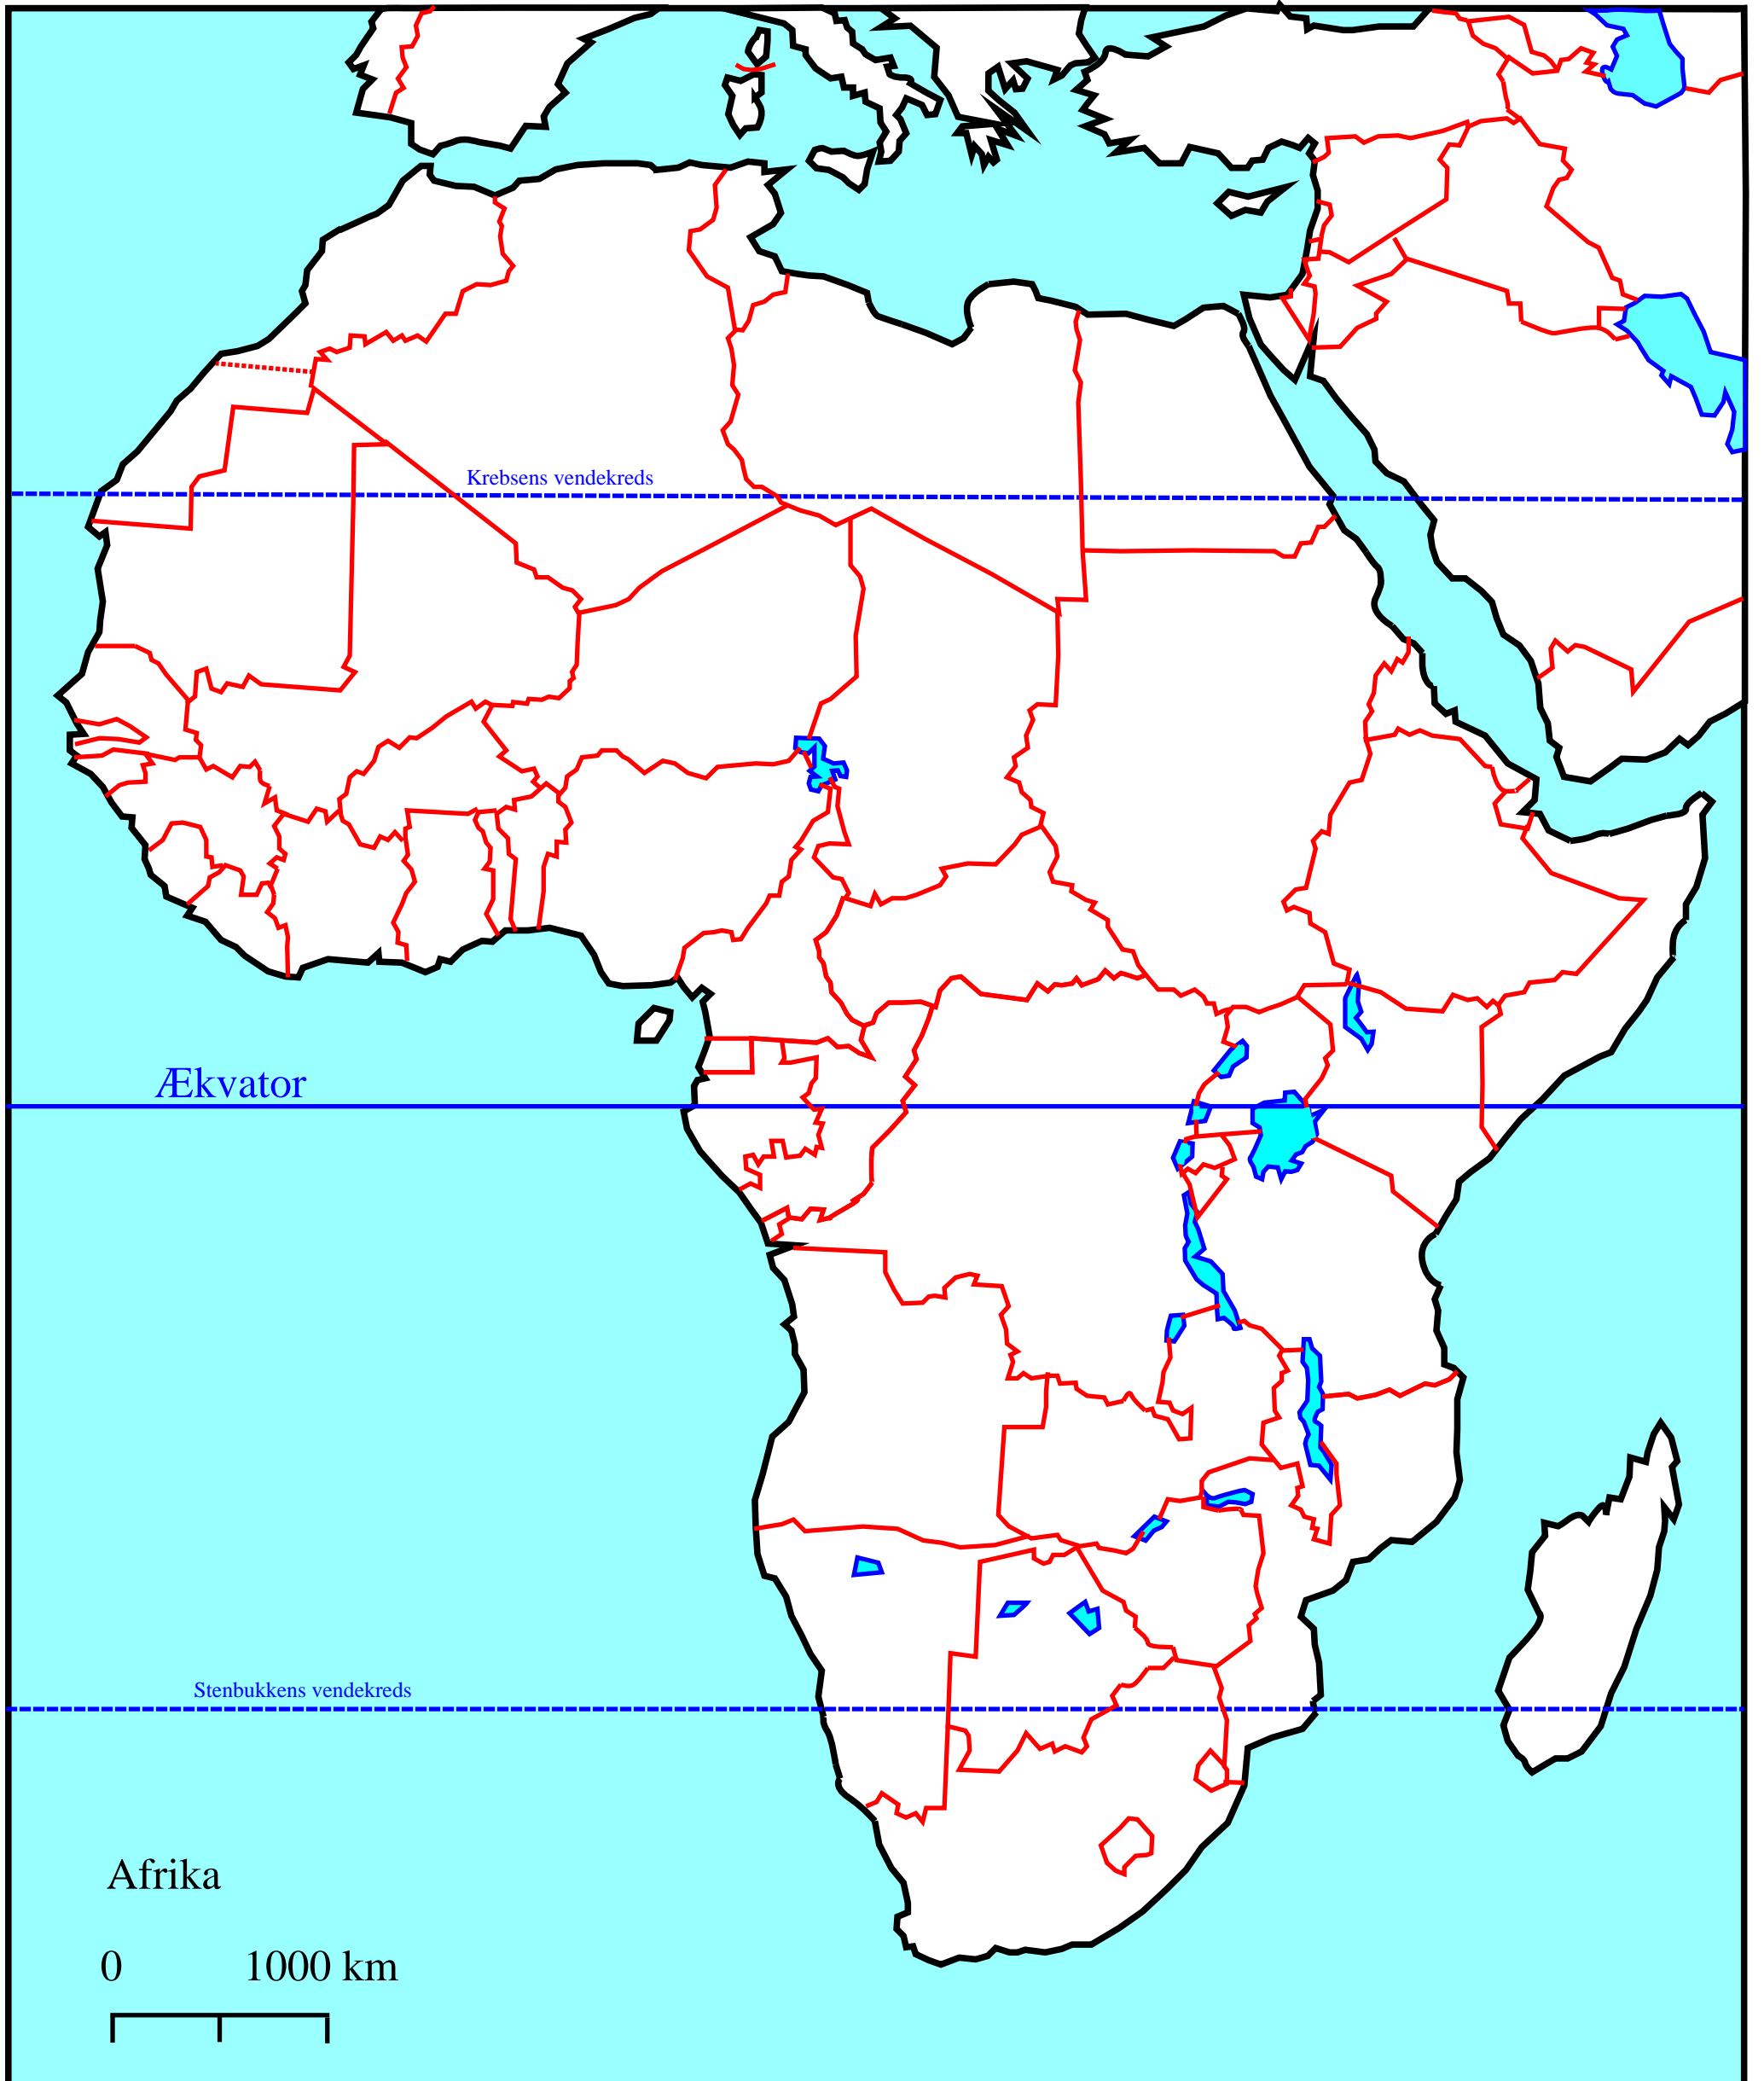 Krebsens vendekreds
Ækvator
Stenbukkens vendekreds
Afrika
0 1000 km